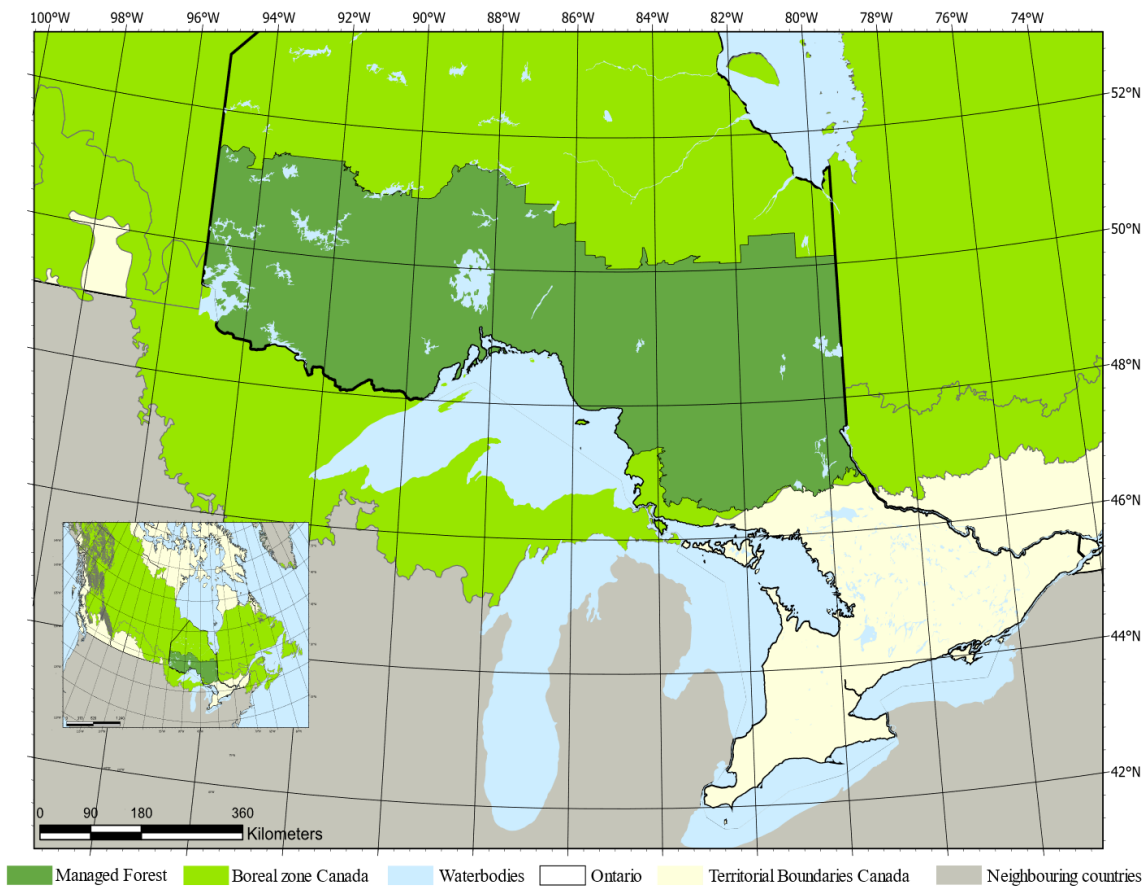 100°W 98°W 96°W 94°W 92°W 90°W 88°W 86°W 84°W 82°W 80°W 78°W 76°W 74°W
52°N
50°N
48°N
46°N
44°N
42°N
0 90 180 360
Kilometers
Managed Forest Boreal zone Canada Waterbodies Ontario Territorial Boundaries Canada Neighbouring countries